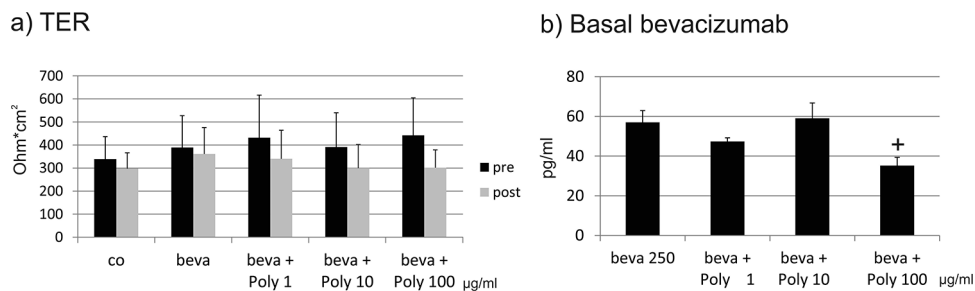 a) TER
700
600
500
400
300
200
100
0
Ohm*cm²
co
beva
beva +
Poly 1
beva +
Poly 10
beva +
Poly 100
µg/ml
pre
post
b) Basal bevacizumab
80
60
40
20
0
pg/ml
+
beva 250
beva +
Poly 1
beva +
Poly 10
beva +
Poly 100
µg/ml